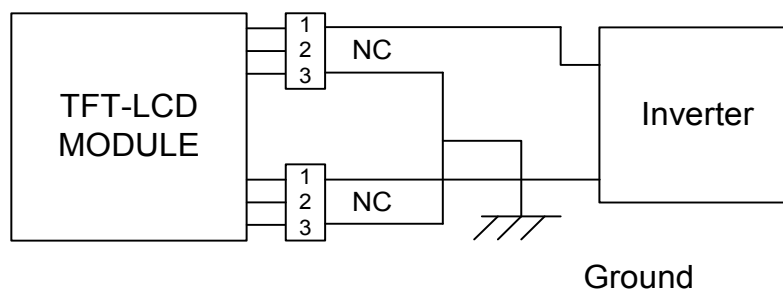 TFT-LCD
MODULE
1
2
3
NC
1
2
3
NC
Inverter
Ground